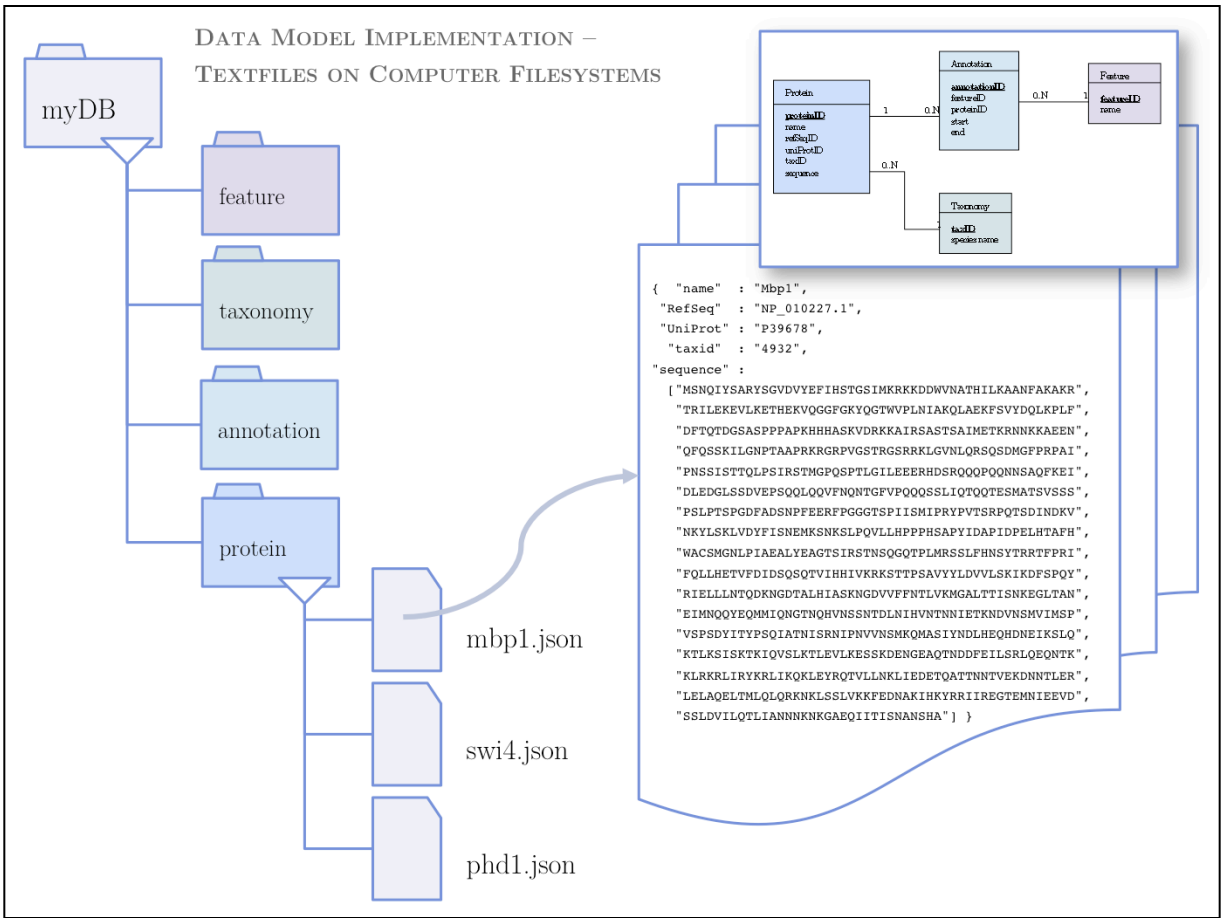 DATA MODEL IMPLEMENTATION –
TEXTFILES ON COMPUTER FILESYSTEMS
myDB
feature
taxonomy
annotation
protein
mbp1.json
swi4.json
phd1.json
Protein
proteinID
name
refSeqID
uniProtID
taxID
sequence
1
0.N
Annotation
annotationID
featureID
proteinID
start
end
0.N
1
Feature
featureID
name
0.N
Taxonomy
taxID
species name
{ "name" : "Mbp1",
"RefSeq" : "NP_010227.1",
"UniProt" : "P39678",
"taxid" : "4932",
"sequence" :
["MSNQIYSARYSGVDVYEFIHSTGSIMKRKKDDWVNATHILKAANFAKAKR",
"TRILEKEVLKETHEKVQGGFGKYQGTWVPLNIAKQLAEKFSVYDQLKPLF",
"DFTQTDGSASPPPAPKHHHASKVDRKKAIRSASTSAIMETKRNNKKAEEN",
"QFQSSKILGNPTAAPRKRGRPVGSTRGSRRKLGVNLQRSQSDMGFPRPAI",
"PNSSISTTQLPSIRSTMGPQSPTLGILEEERHDSRQQQPQQNNSAQFKEI",
"DLEDGLSSDVEPSQQLQQVFNQNTGFVPQQQSSLIQTQQTESMATSVSSS",
"PSLPTSPGDFADSNPFEERFPGGGTSPIISMIPRYPVTSRPQTSDINDKV",
"NKYLSKLVDYFISNEMKSNKSLPQVLLHPPPHSAPYIDAPIDPELHTAFH",
"WACSMGNLPIAEALYEAGTSIRSTNSQGQTPLMRSSLFHNSYTRRTFPRI",
"FQLLHETVFDIDSQSQTVIHHIVKRKSTTPSAVYYLDVVLSKIKDFSPQY",
"RIELLLNTQDKNGDTALHIASKNGDVVFFNTLVKMGALTTISNKEGLTAN",
"EIMNQQYEQMMIQNGTNQHVNSSNTDLNIHVNTNNIETKNDVNSMVIMSP",
"VSPSDYITYPSQIATNISRNIPNVVNSMKQMASIYNDLHEQHDNEIKSLQ",
"KTLKSISKTKIQVSLKTLEVLKESSKDENGEAQTNDDFEILSRLQEQNTK",
"KLRKRLIRYKRLIKQKLEYRQTVLLNKLIEDETQATTNNTVEKDNNTLER",
"LELAQELTMLQLQRKNKLSSLVKKFEDNAKIHKYRRIIREGTEMNIEEVD",
"SSLDVILQTLIANNNKNKGAEQIITISNANSHA"] }